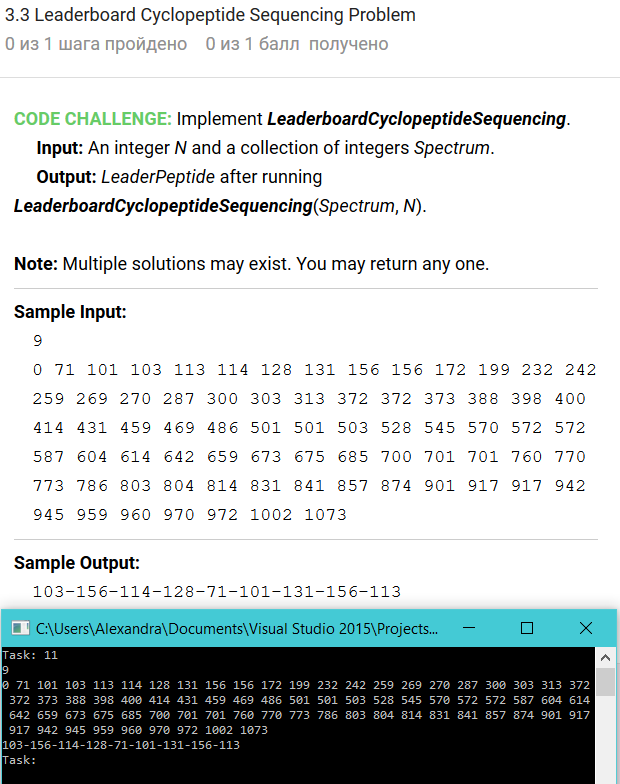 3.3 Leaderboard Cyclopeptide Sequencing Problem
0 из 1 шага пройдено 0 из 1 балл получено
CODE CHALLENGE: Implement LeaderboardCyclopeptideSequencing.
Input: An integer N and a collection of integers Spectrum.
Output: LeaderPeptide after running
LeaderboardCyclopeptideSequencing(Spectrum, N).
Note: Multiple solutions may exist. You may return any one.
Sample Input:
9
0 71 101 103 113 114 128 131 156 156 172 199 232 242
259 269 270 287 300 303 313 372 372 373 388 398 400
414 431 459 469 486 501 501 503 528 545 570 572 572
587 604 614 642 659 673 675 685 700 701 701 760 770
773 786 803 804 814 831 841 857 874 901 917 917 942
945 959 960 970 972 1002 1073
Sample Output:
103-156-114-128-71-101-131-156-113
C:\Users\Alexandra\Documents\Visual Studio 2015\Projects...
Task: 11
9
0 71 101 103 113 114 128 131 156 156 172 199 232 242 259 269 270 287 300 303 313 372
372 373 388 398 400 414 431 459 469 486 501 501 503 528 545 570 572 572 587 604 614
642 659 673 675 685 700 701 701 760 770 773 786 803 804 814 831 841 857 874 901 917
917 942 945 959 960 970 972 1002 1073
103-156-114-128-71-101-131-156-113
Task: